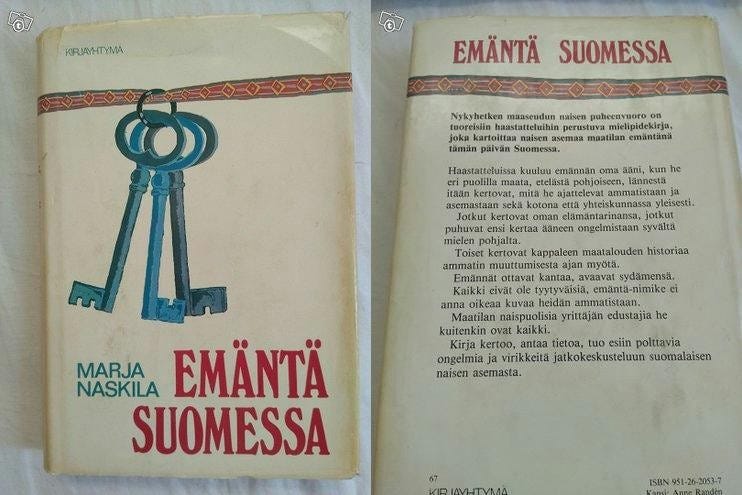 KIRJAYHTYMÄ
MARJA
NASKILA
EMÄNTÄ
SUOMESSA
EMÄNTÄ SUOMESSA
Nykyhetken maaseudun naisen puheenvuoro on
tuoreisiin haastatteluihin perustuva mielipidekirja,
joka kartoittaa naisen asemaa maatilan emäntänä
tämän päivän Suomessa.
Haastatteluissa kuuluu emännän oma ääni, kun he
eri puolilla maata, etelästä pohjoiseen, lännestä
itään kertovat, mitä he ajattelevat ammatistaan ja
asemastaan sekä kotona että yhteiskunnassa yleisesti.
Jotkut kertovat oman elämäntarinansa, jotkut
puhuvat ensi kertaa ääneen ongelmistaan syvältä
mielen pohjalta.
Toiset kertovat kappaleen maatalouden historiaa
ammatin muuttumisesta ajan myötä.
Emännät ottavat kantaa, avaavat sydämensä.
Kaikki eivät ole tyytyväisiä, emäntä-nimike ei
anna oikeaa kuvaa heidän ammatistaan.
Maatilan naispuolisia yrittäjän edustajia he
kuitenkin ovat kaikki.
Kirja kertoo, antaa tietoa, tuo esiin polttavia
ongelmia ja virikkeitä jatkokeskusteluun suomalaisen
naisen asemasta.
67
KIRJAYHTYMÄ
ISBN 951-26-2053-7
Kansi: Anne Randén